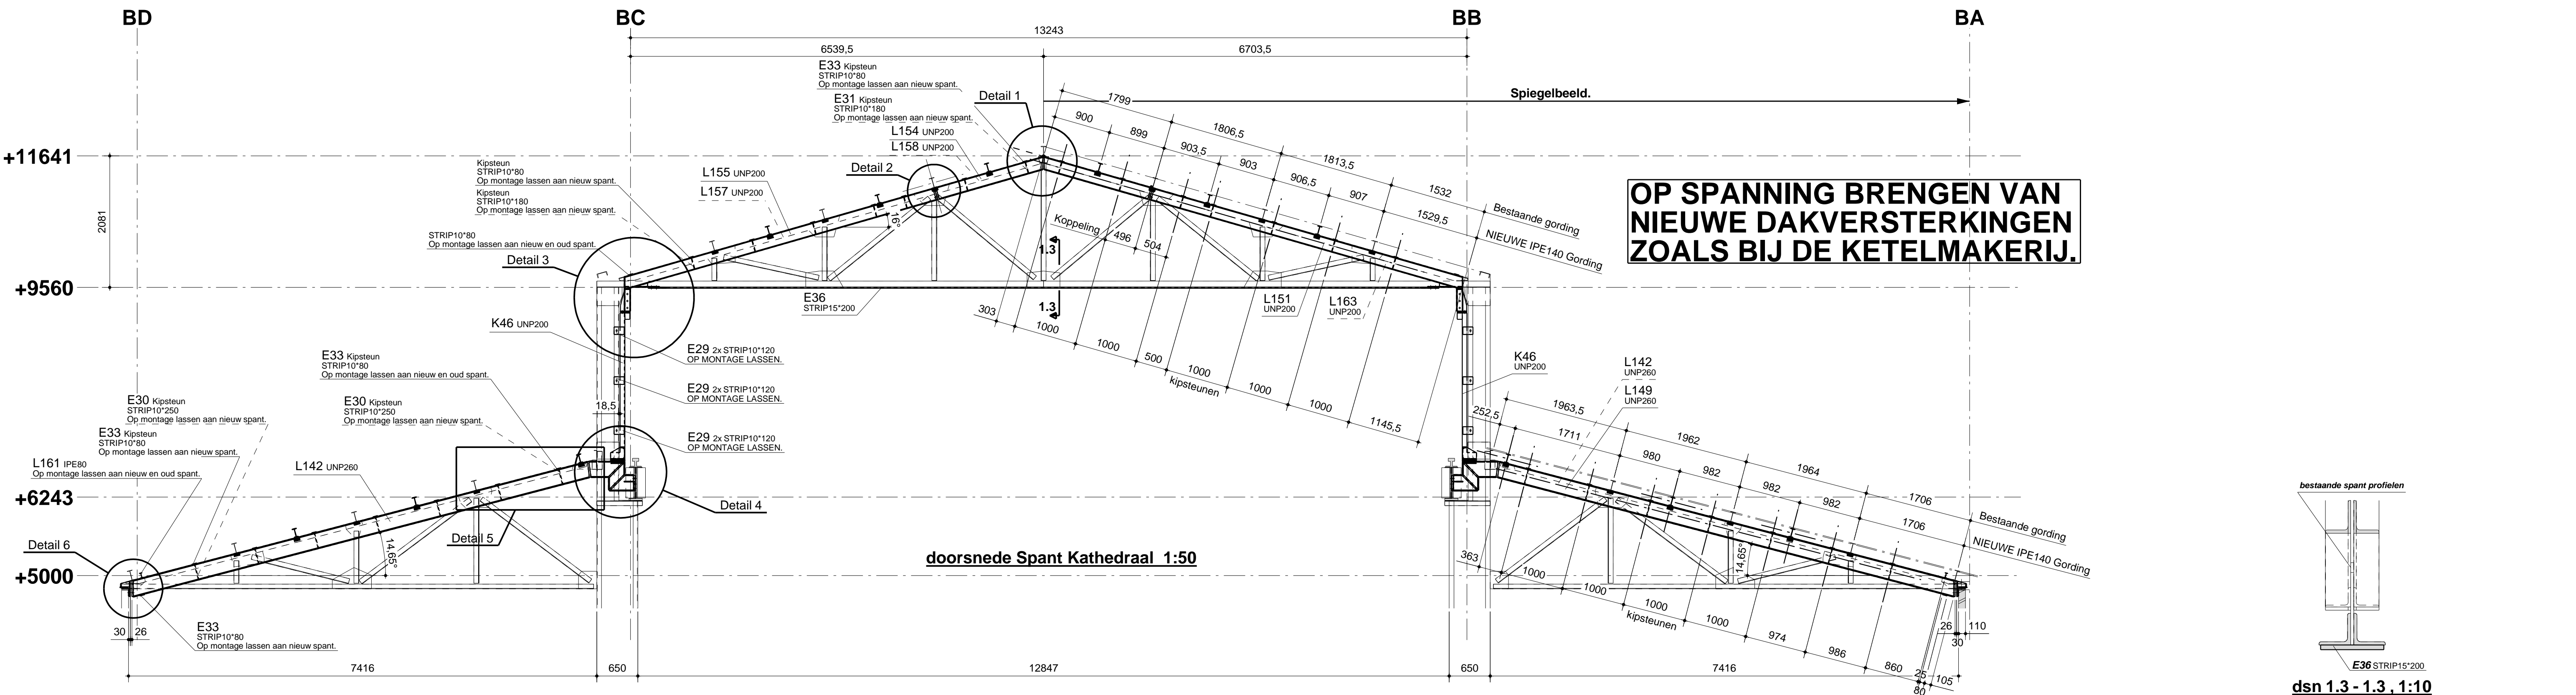 BD
BC
BB
BA
13243
6539,5
6703,5
E33 Kipsteun
STRIP10*80
Op montage lassen aan nieuw spant.
E31 Kipsteun
STRIP10*180
Op montage lassen aan nieuw spant.
Detail 1
1799
Spiegelbeeld.
900
899
1806,5
903,5
903
1813,5
906,5
907
1532
1529,5
Bestaande gording
NIEUWE IPE140 Gording
L154 UNP200
L158 UNP200
Detail 2
+11641
2081
+9560
Kipsteun
STRIP10*80
Op montage lassen aan nieuw spant.
Kipsteun
STRIP10*180
Op montage lassen aan nieuw spant.
L155 UNP200
L157 UNP200
STRIP10*80
Op montage lassen aan nieuw en oud spant.
Detail 3
16°
Koppeling
496
504
1.3
1.3
OP SPANNING BRENGEN VAN
NIEUWE DAKVERSTERKINGEN
ZOALS BIJ DE KETELMAKERIJ.
E36
STRIP15*200
L151
UNP200
L163
UNP200
303
1000
1000
500
1000
1000
1000
1145,5
kipsteunen
K46 UNP200
E29 2x STRIP10*120
OP MONTAGE LASSEN.
E29 2x STRIP10*120
OP MONTAGE LASSEN.
E29 2x STRIP10*120
OP MONTAGE LASSEN.
18,5
E33 Kipsteun
STRIP10*80
Op montage lassen aan nieuw en oud spant.
E30 Kipsteun
STRIP10*250
Op montage lassen aan nieuw spant.
E30 Kipsteun
STRIP10*250
Op montage lassen aan nieuw spant.
E33 Kipsteun
STRIP10*80
Op montage lassen aan nieuw spant.
L161 IPE80
Op montage lassen aan nieuw en oud spant.
L142 UNP260
+6243
+5000
Detail 6
Detail 5
Detail 4
14,65°
doorsnede Spant Kathedraal 1:50
K46
UNP200
L142
UNP260
L149
UNP260
252,5
1963,5
1711
1962
980
982
1964
982
982
1706
1706
Bestaande gording
NIEUWE IPE140 Gording
14,65°
363
1000
1000
1000
1000
974
986
860
25
80
105
kipsteunen
26
110
30
30
26
E33
STRIP10*80
Op montage lassen aan nieuw spant.
7416
650
12847
650
7416
bestaande spant profielen
E36 STRIP15*200
dsn 1.3 - 1.3 , 1:10